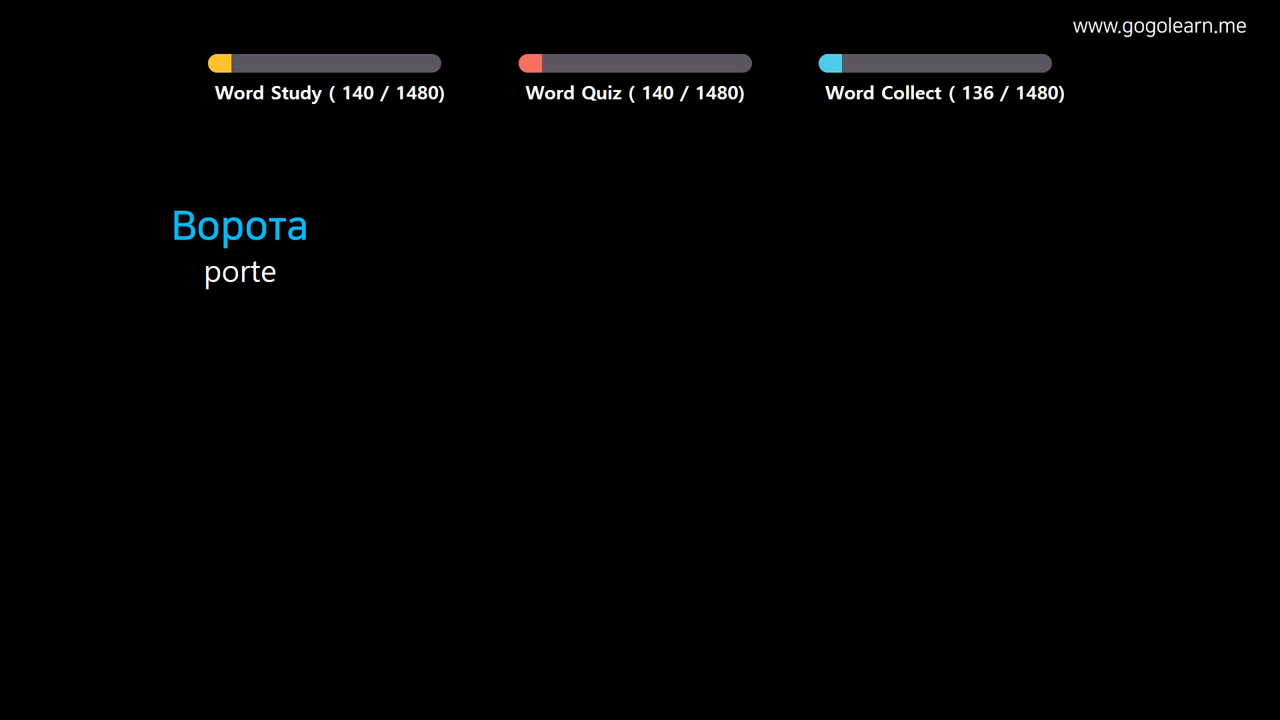 www.gogolearn.me
Word Study ( 140 / 1480)
Word Quiz ( 140 / 1480)
Word Collect ( 136 / 1480)
Ворота
porte